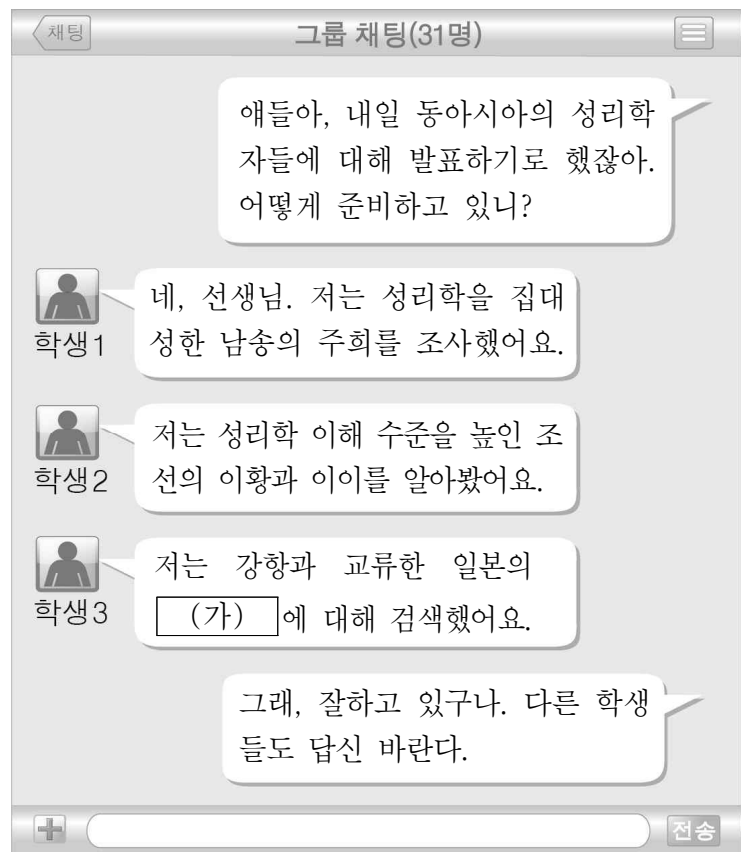 채팅
그룹 채팅(31명)
얘들아, 내일 동아시아의 성리학
자들에 대해 발표하기로 했잖아.
어떻게 준비하고 있니?
네, 선생님. 저는 성리학을 집대
성한 남송의 주희를 조사했어요.
학생1
저는 성리학 이해 수준을 높인 조
선의 이황과 이이를 알아봤어요.
학생2
저는 강항과 교류한 일본의
(가) 에 대해 검색했어요.
학생3
그래, 잘하고 있구나. 다른 학생
들도 답신 바란다.
전송